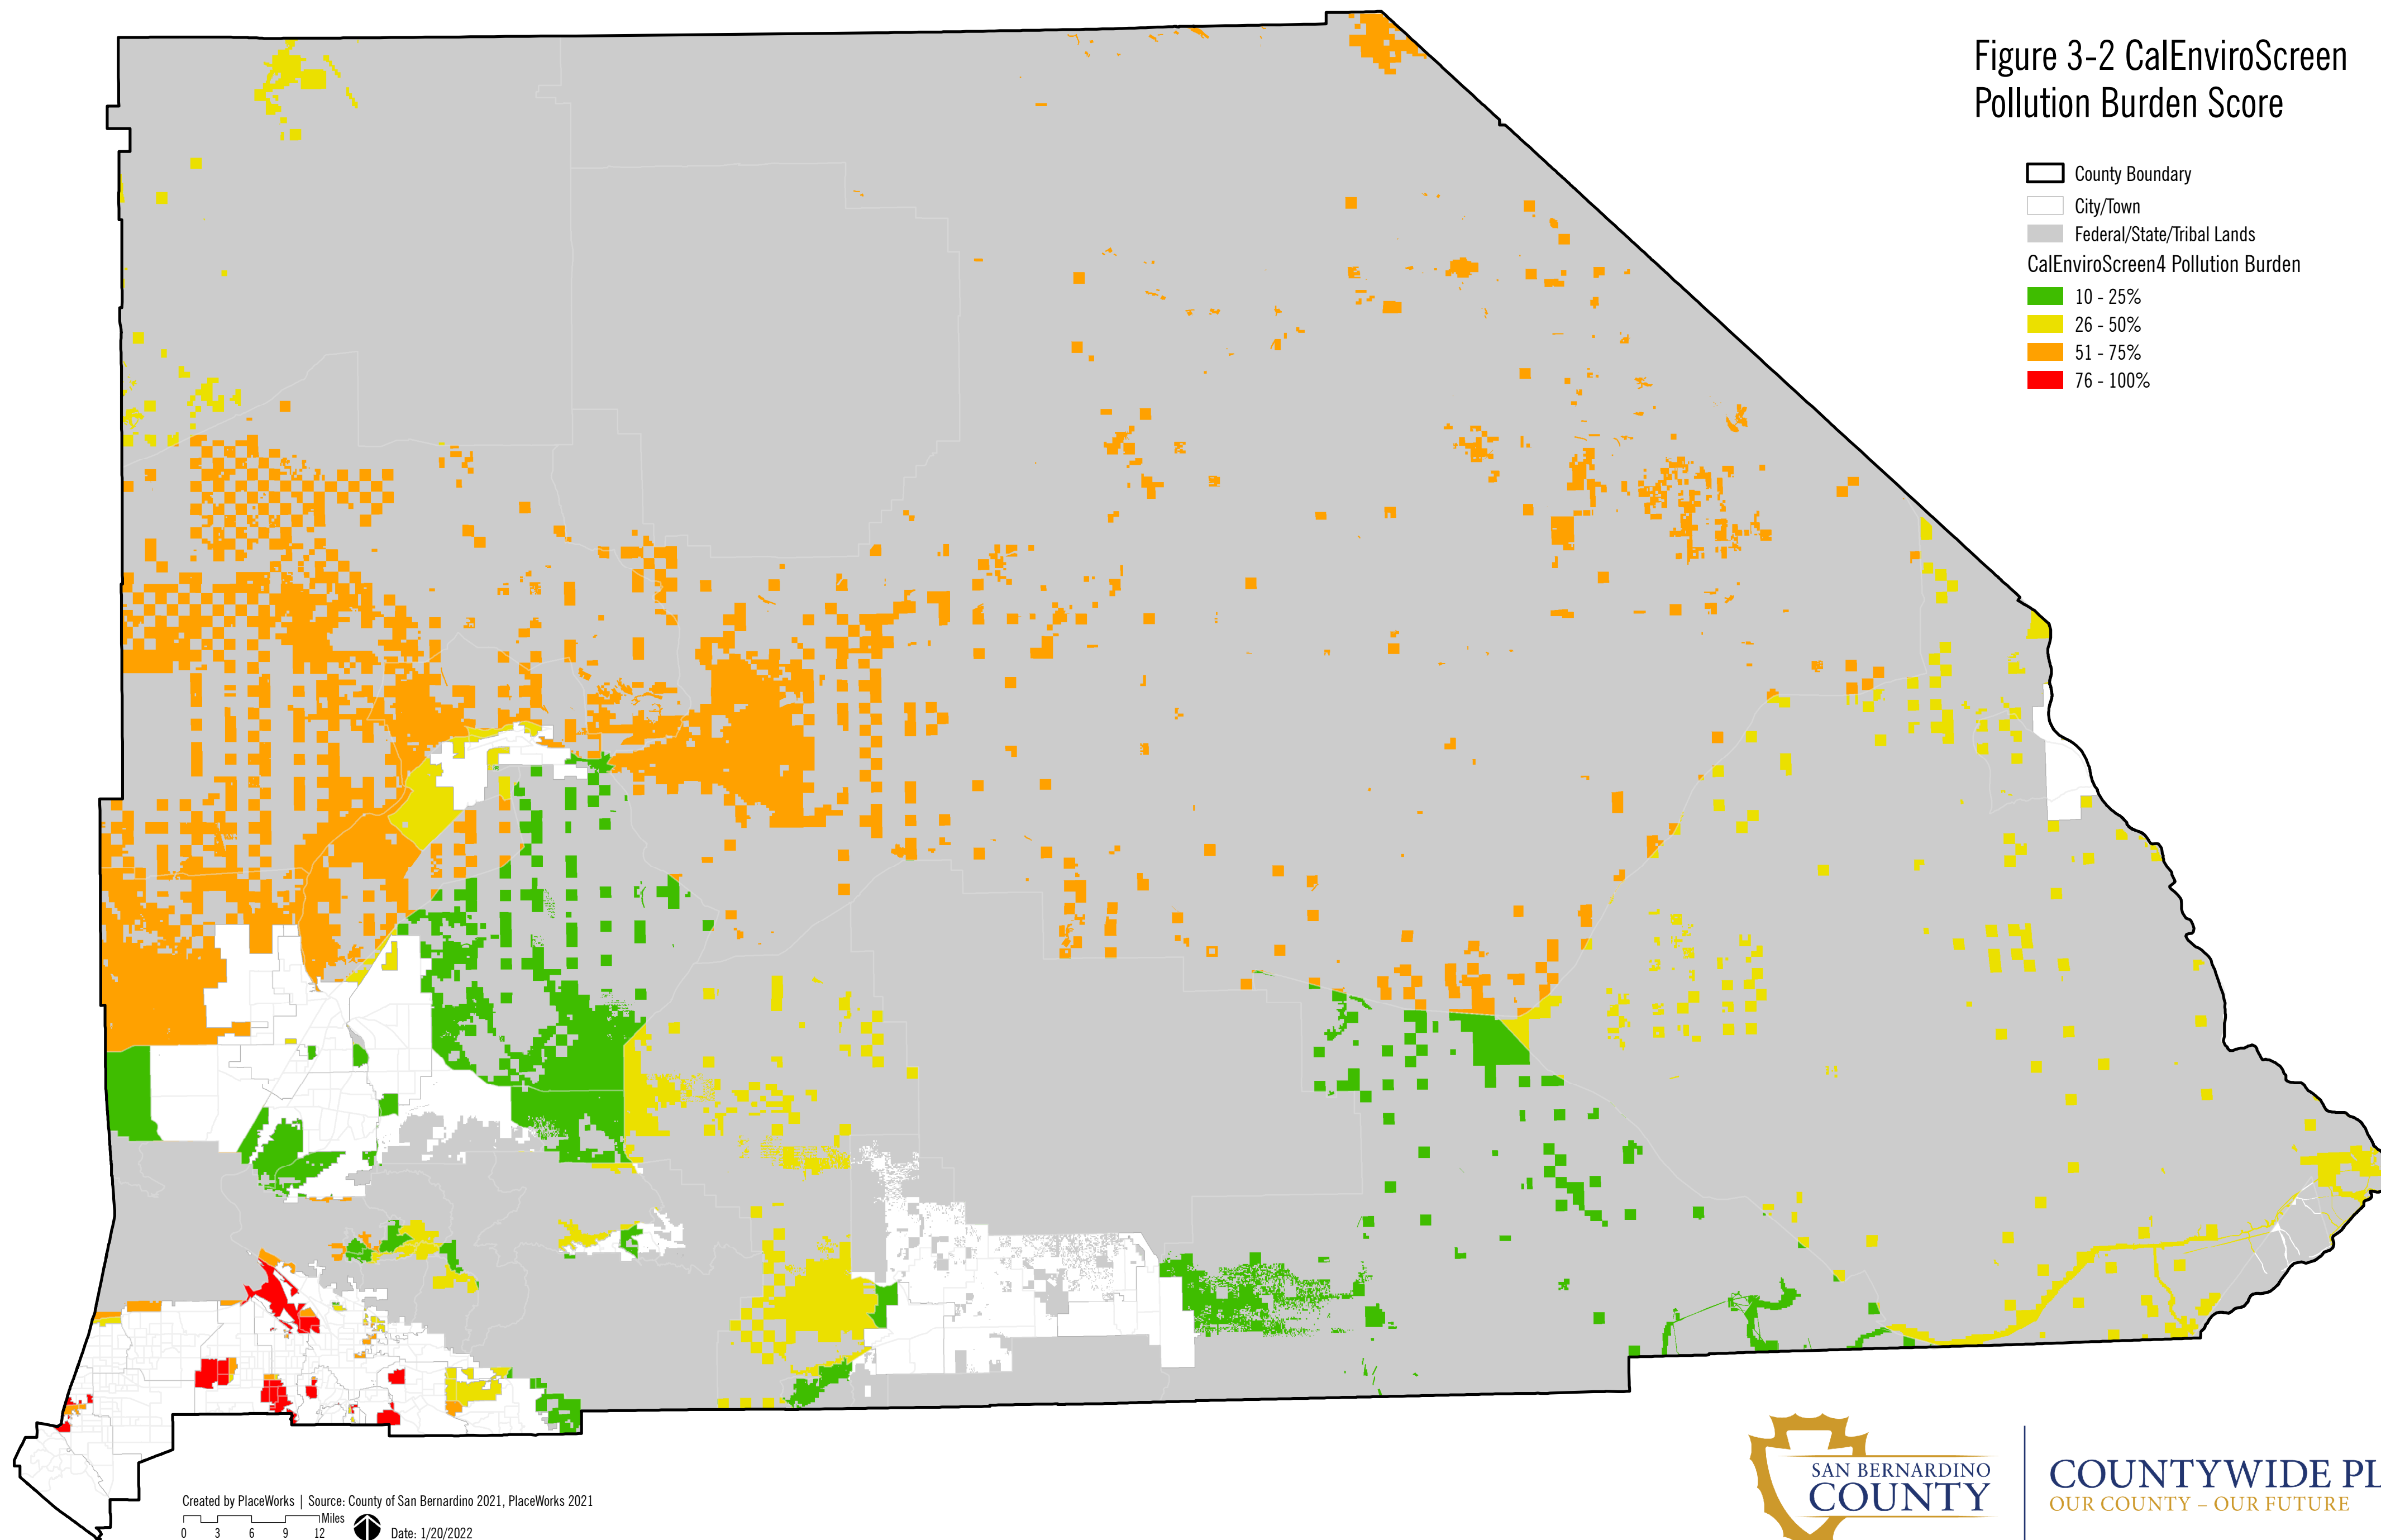 Figure 3-2 CalEnviroScreen
Pollution Burden Score
County Boundary
City/Town
Federal/State/Tribal Lands
CalEnviroScreen4 Pollution Burden
10 - 25%
26 - 50%
51 - 75%
76 - 100%
Created by PlaceWorks | Source: County of San Bernardino 2021, PlaceWorks 2021
Miles
0 3 6 9 12
Date: 1/20/2022
SAN BERNARDINO
COUNTY
COUNTYWIDE PL
OUR COUNTY – OUR FUTURE